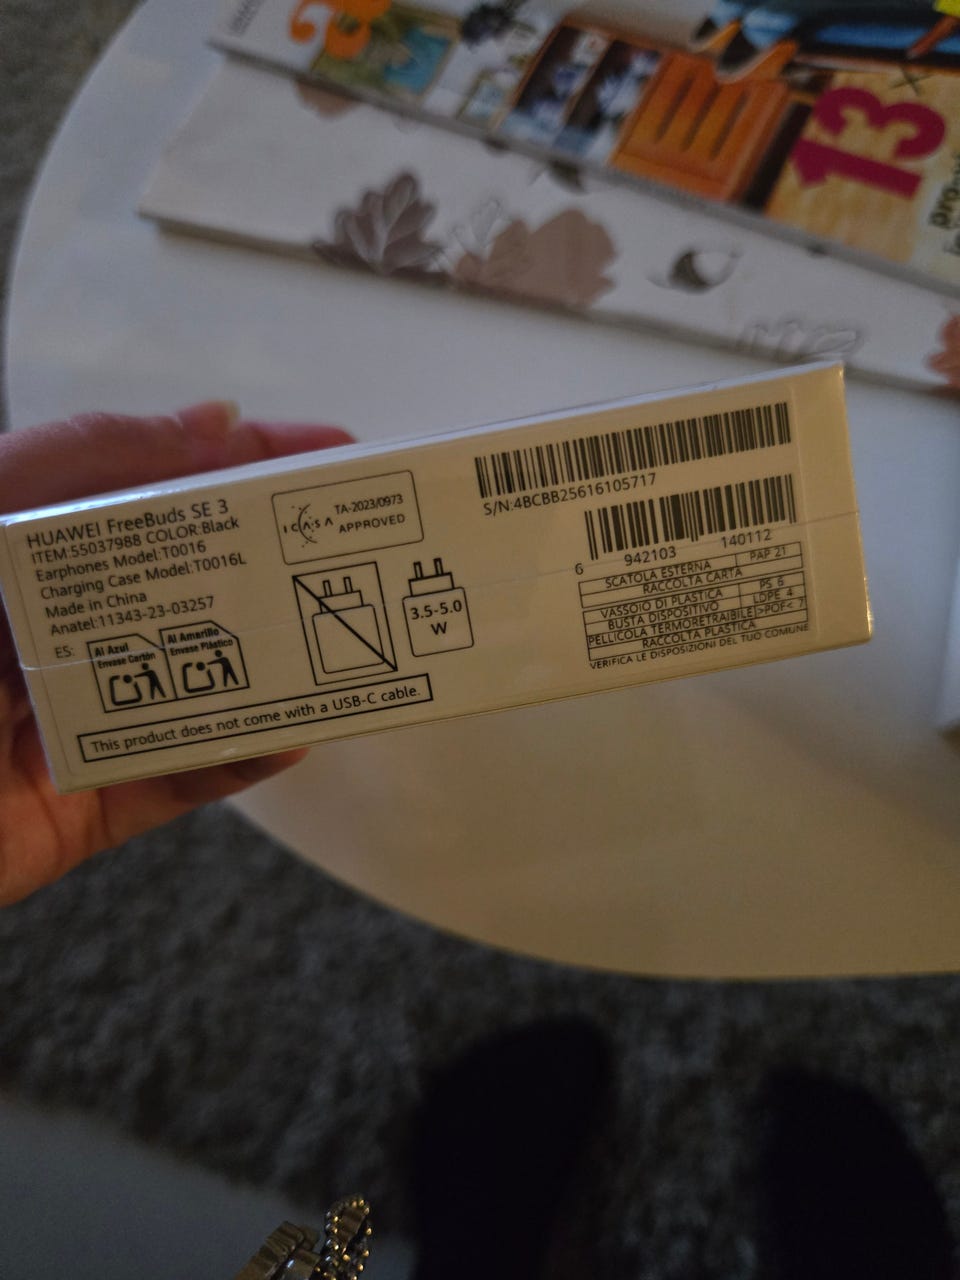 HUAWEI FreeBuds SE 3
ITEM:55037988 COLOR:Black
Earphones Model:T0016
Charging Case Model:T0016L
Made in China
Anatel:11343-23-03257
ES:
Al Azul
Envase Cartón
Al Amarillo
Envase Plástico
This product does not come with a USB-C cable.
ICASA
TA-2023/0973
APPROVED
3.5-5.0
W
S/N:4BCBB25616105717
6 942103 140112
SCATOLA ESTERNA PAP 21
RACCOLTA CARTA
VASSOIO DI PLASTICA PS 6
BUSTA DISPOSITIVO LDPE 4
PELLICOLA TERMORETRAIBILE >POF< 7
RACCOLTA PLASTICA
VERIFICA LE DISPOSIZIONI DEL TUO COMUNE
13